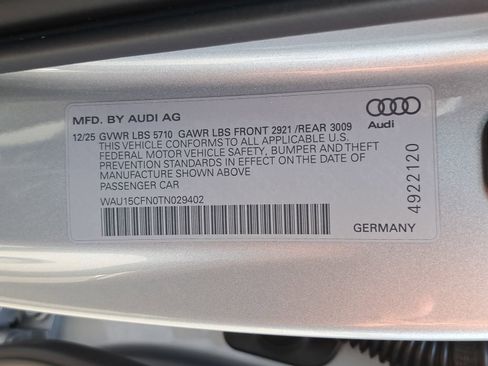 MFD. BY AUDI AG
12/25 GVWR LBS 5710 GAWR LBS FRONT 2921 /REAR 3009
THIS VEHICLE CONFORMS TO ALL APPLICABLE U.S.
FEDERAL MOTOR VEHICLE SAFETY, BUMPER AND THEFT
PREVENTION STANDARDS IN EFFECT ON THE DATE OF
MANUFACTURE SHOWN ABOVE
PASSENGER CAR
WAU15CFN0TN029402
Audi
4922120
GERMANY